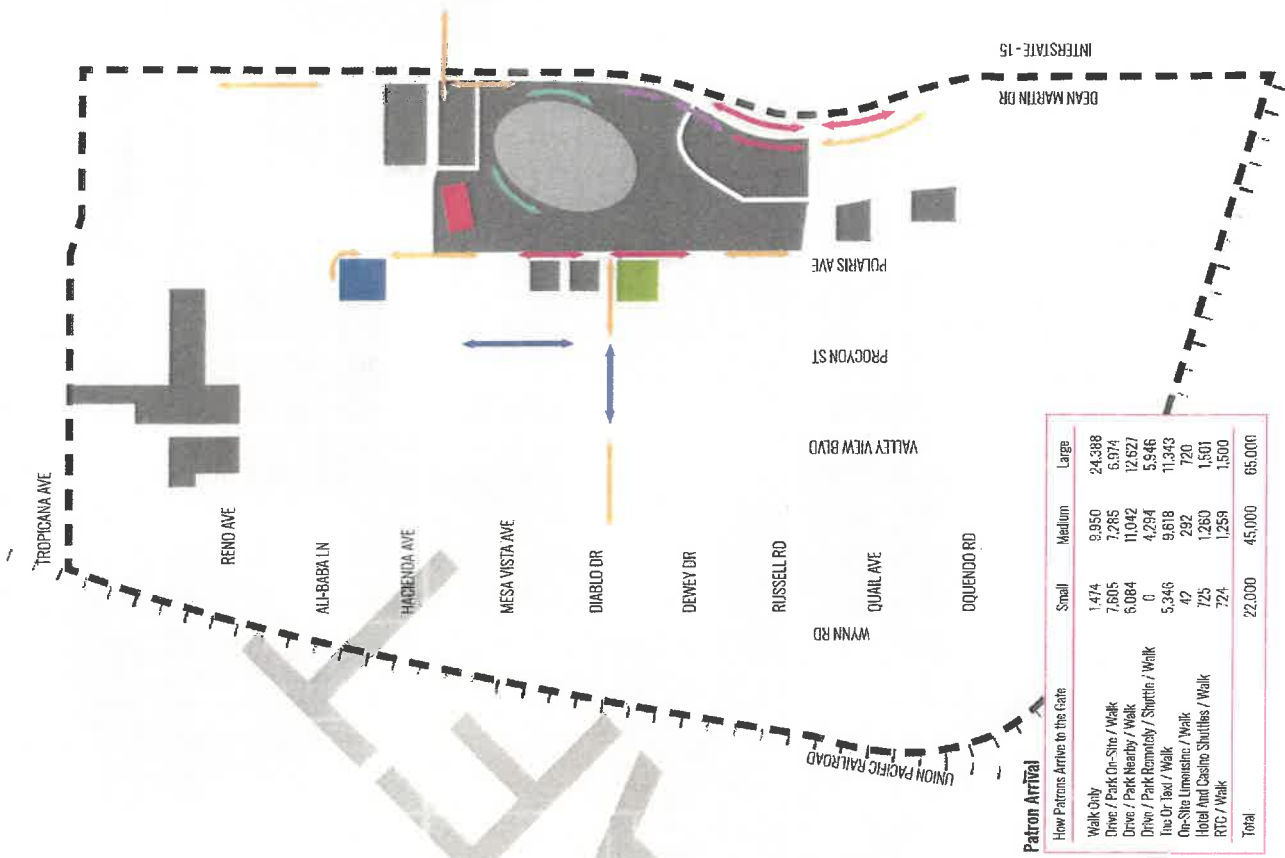 TROPICANA AVE
RENO AVE
ALI-BABA LN
HACIENDA AVE
MESA VISTA AVE
DIABLO DR
DEWEY DR
RUSSELL RD
QUAIL AVE
OQUENDO RD
INTERSTATE - 15
DEAN MARTIN DR
POLARIS AVE
PROCYON ST
VALLEY VIEW BLVD
WYNN RD
UNION PACIFIC RAILROAD
Patron Arrival
How Patrons Arrive to the Gate Small Medium Large
Walk Only 1,474 9,950 24,388
Drive / Park On-Site / Walk 7,605 7,285 6,974
Drive / Park Nearby / Walk 6,084 11,042 12,627
Drive / Park Remotely / Shuttle / Walk 0 4,294 5,946
Tnc Or Taxi / Walk 5,346 9,618 11,343
On-Site Limousine / Walk 42 292 720
Hotel And Casino Shuttles / Walk 725 1,260 1,501
RTC / Walk 724 1,259 1,500
Total 22,000 45,000 65,000